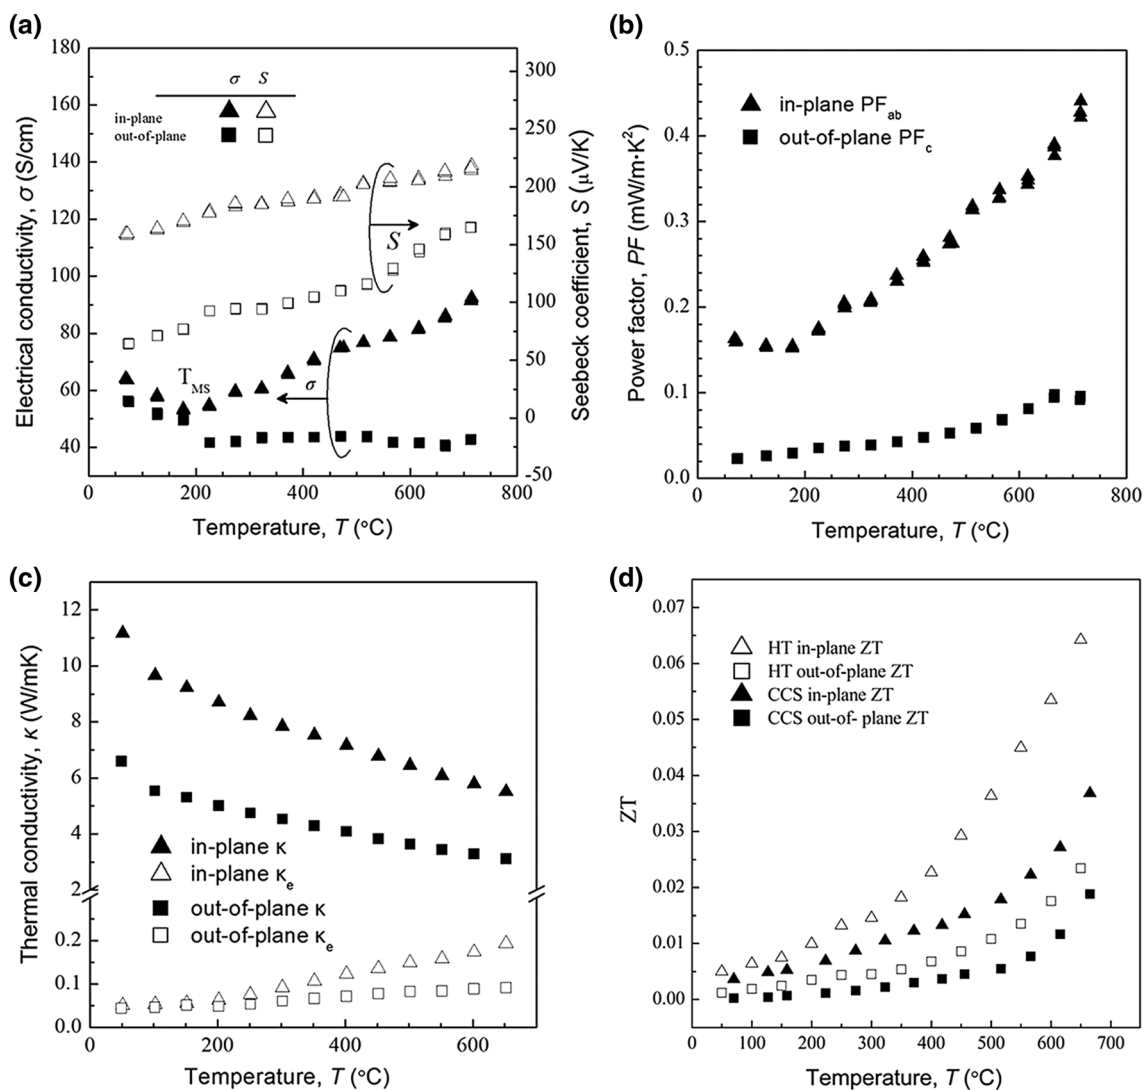 (a)
180
160
140
120
100
80
60
40
Electrical conductivity, σ (S/cm)
σ S
in-plane
out-of-plane
T_MS
S
σ
300
250
200
150
100
50
0
-50
Seebeck coefficient, S (μV/K)
0 200 400 600 800
Temperature, T (°C)
(b)
0.5
0.4
0.3
0.2
0.1
0.0
Power factor, PF (mW/m·K²)
in-plane PF_ab
out-of-plane PF_c
0 200 400 600 800
Temperature, T (°C)
(c)
12
10
8
6
4
2
0.2
0.1
0.0
Thermal conductivity, κ (W/mK)
in-plane κ
in-plane κ_e
out-of-plane κ
out-of-plane κ_e
0 200 400 600
Temperature, T (°C)
(d)
0.07
0.06
0.05
0.04
0.03
0.02
0.01
0.00
ZT
HT in-plane ZT
HT out-of-plane ZT
CCS in-plane ZT
CCS out-of- plane ZT
0 100 200 300 400 500 600 700
Temperature, T (°C)